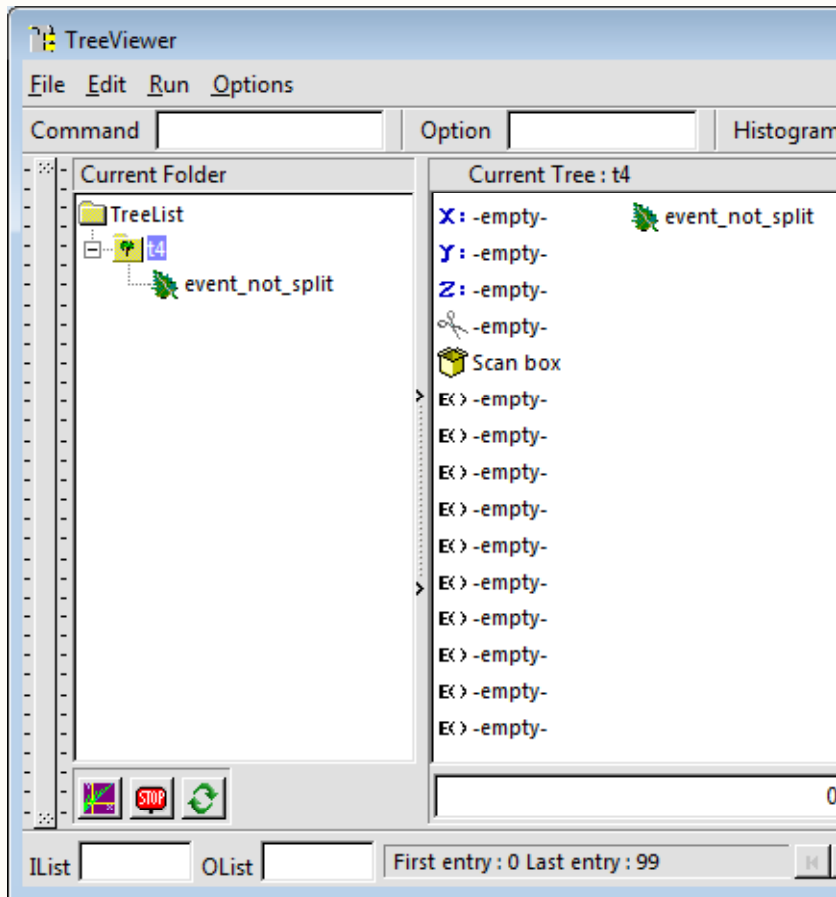 TreeViewer
File Edit Run Options
Command Option Histogram
Current Folder
TreeList
t4
event_not_split
Current Tree : t4
X: -empty- event_not_split
Y: -empty-
Z: -empty-
-empty-
Scan box
E() -empty-
E() -empty-
E() -empty-
E() -empty-
E() -empty-
E() -empty-
E() -empty-
E() -empty-
E() -empty-
E() -empty-
STOP
0
IList OList First entry : 0 Last entry : 99